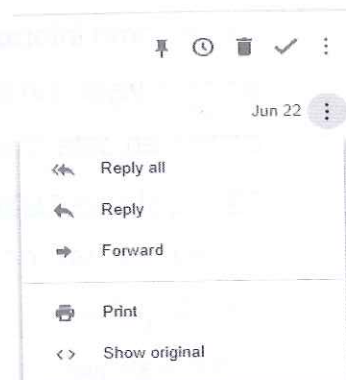 Jun 22
Reply all
Reply
Forward
Print
Show original